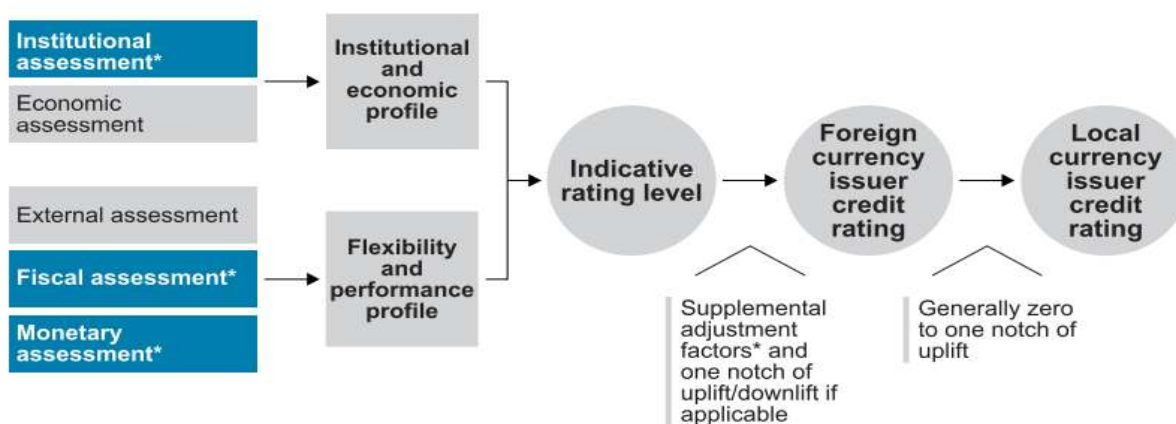 Institutional
assessment*
Economic
assessment
Institutional
and
economic
profile
External assessment
Fiscal assessment*
Monetary
assessment*
Flexibility
and
performance
profile
Indicative
rating level
Foreign
currency
issuer
credit
rating
Local
currency
issuer
credit
rating
Supplemental
adjustment
factors* and
one notch of
uplift/downlift if
applicable
Generally zero
to one notch of
uplift